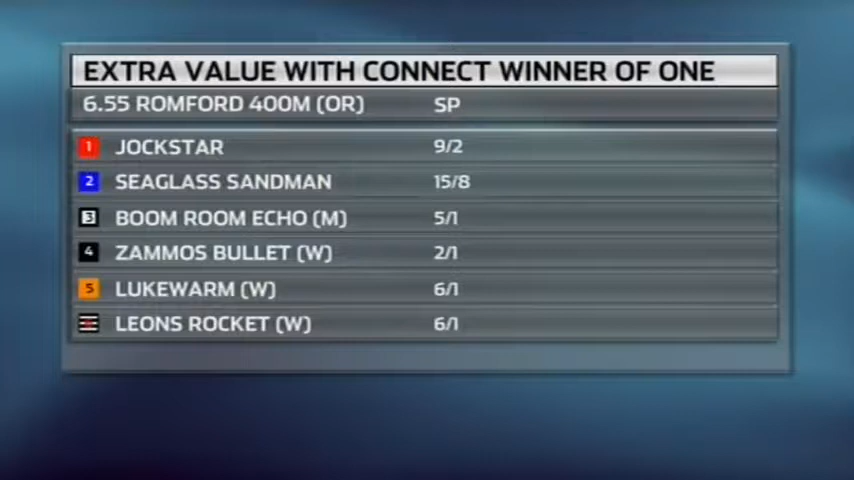 EXTRA VALUE WITH CONNECT WINNER OF ONE
6.55 ROMFORD 400M (OR) SP
1 JOCKSTAR 9/2
2 SEAGLASS SANDMAN 15/8
3 BOOM ROOM ECHO (M) 5/1
4 ZAMMOS BULLET (W) 2/1
5 LUKEWARM (W) 6/1
LEONS ROCKET (W) 6/1